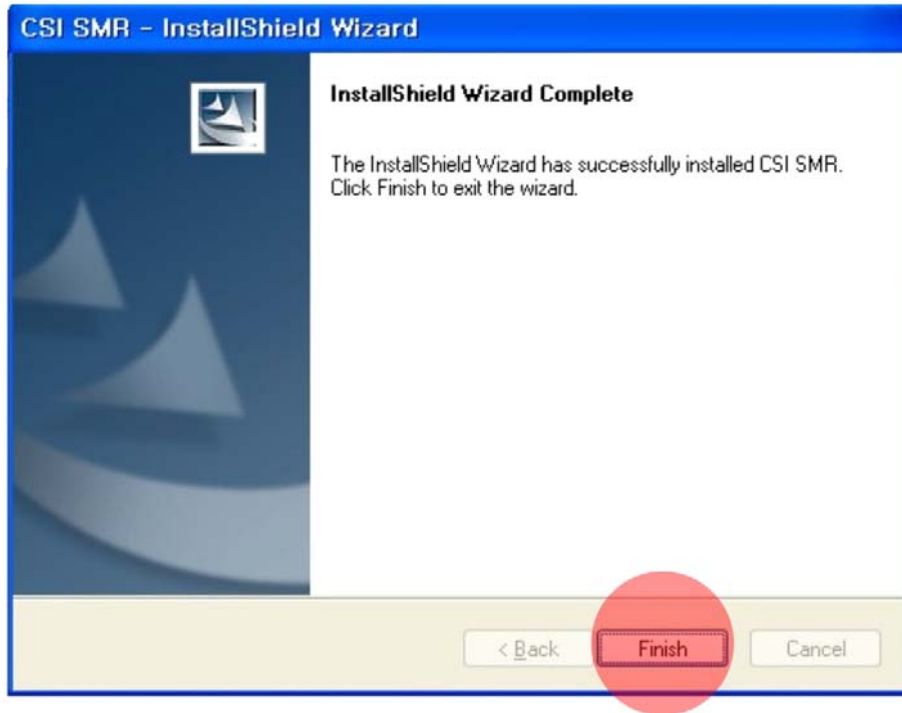 CSI SMR - InstallShield Wizard
InstallShield Wizard Complete
The InstallShield Wizard has successfully installed CSI SMR.
Click Finish to exit the wizard.
< Back
Finish
Cancel